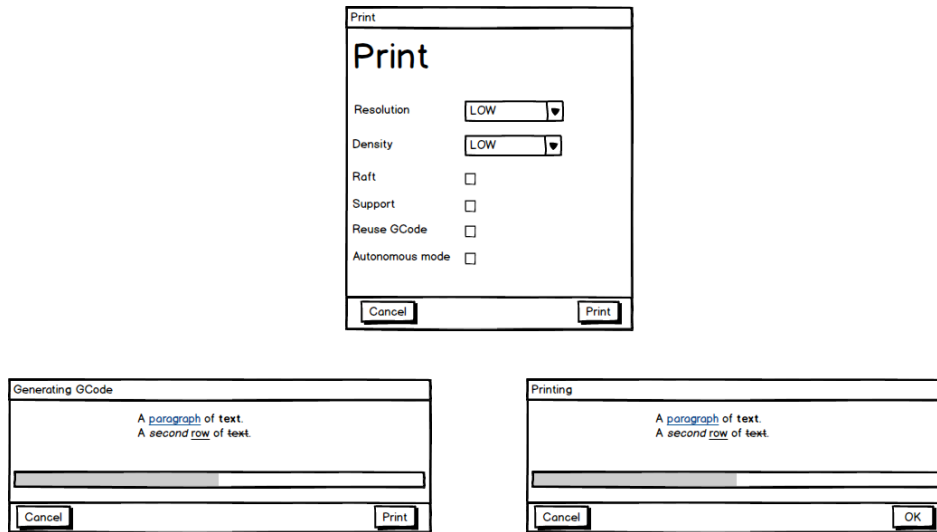 Print
Print
Resolution LOW
Density LOW
Raft
Support
Reuse GCode
Autonomous mode
Cancel Print
Generating GCode
A paragraph of text.
A second row of text.
Cancel Print
Printing
A paragraph of text.
A second row of text.
Cancel OK